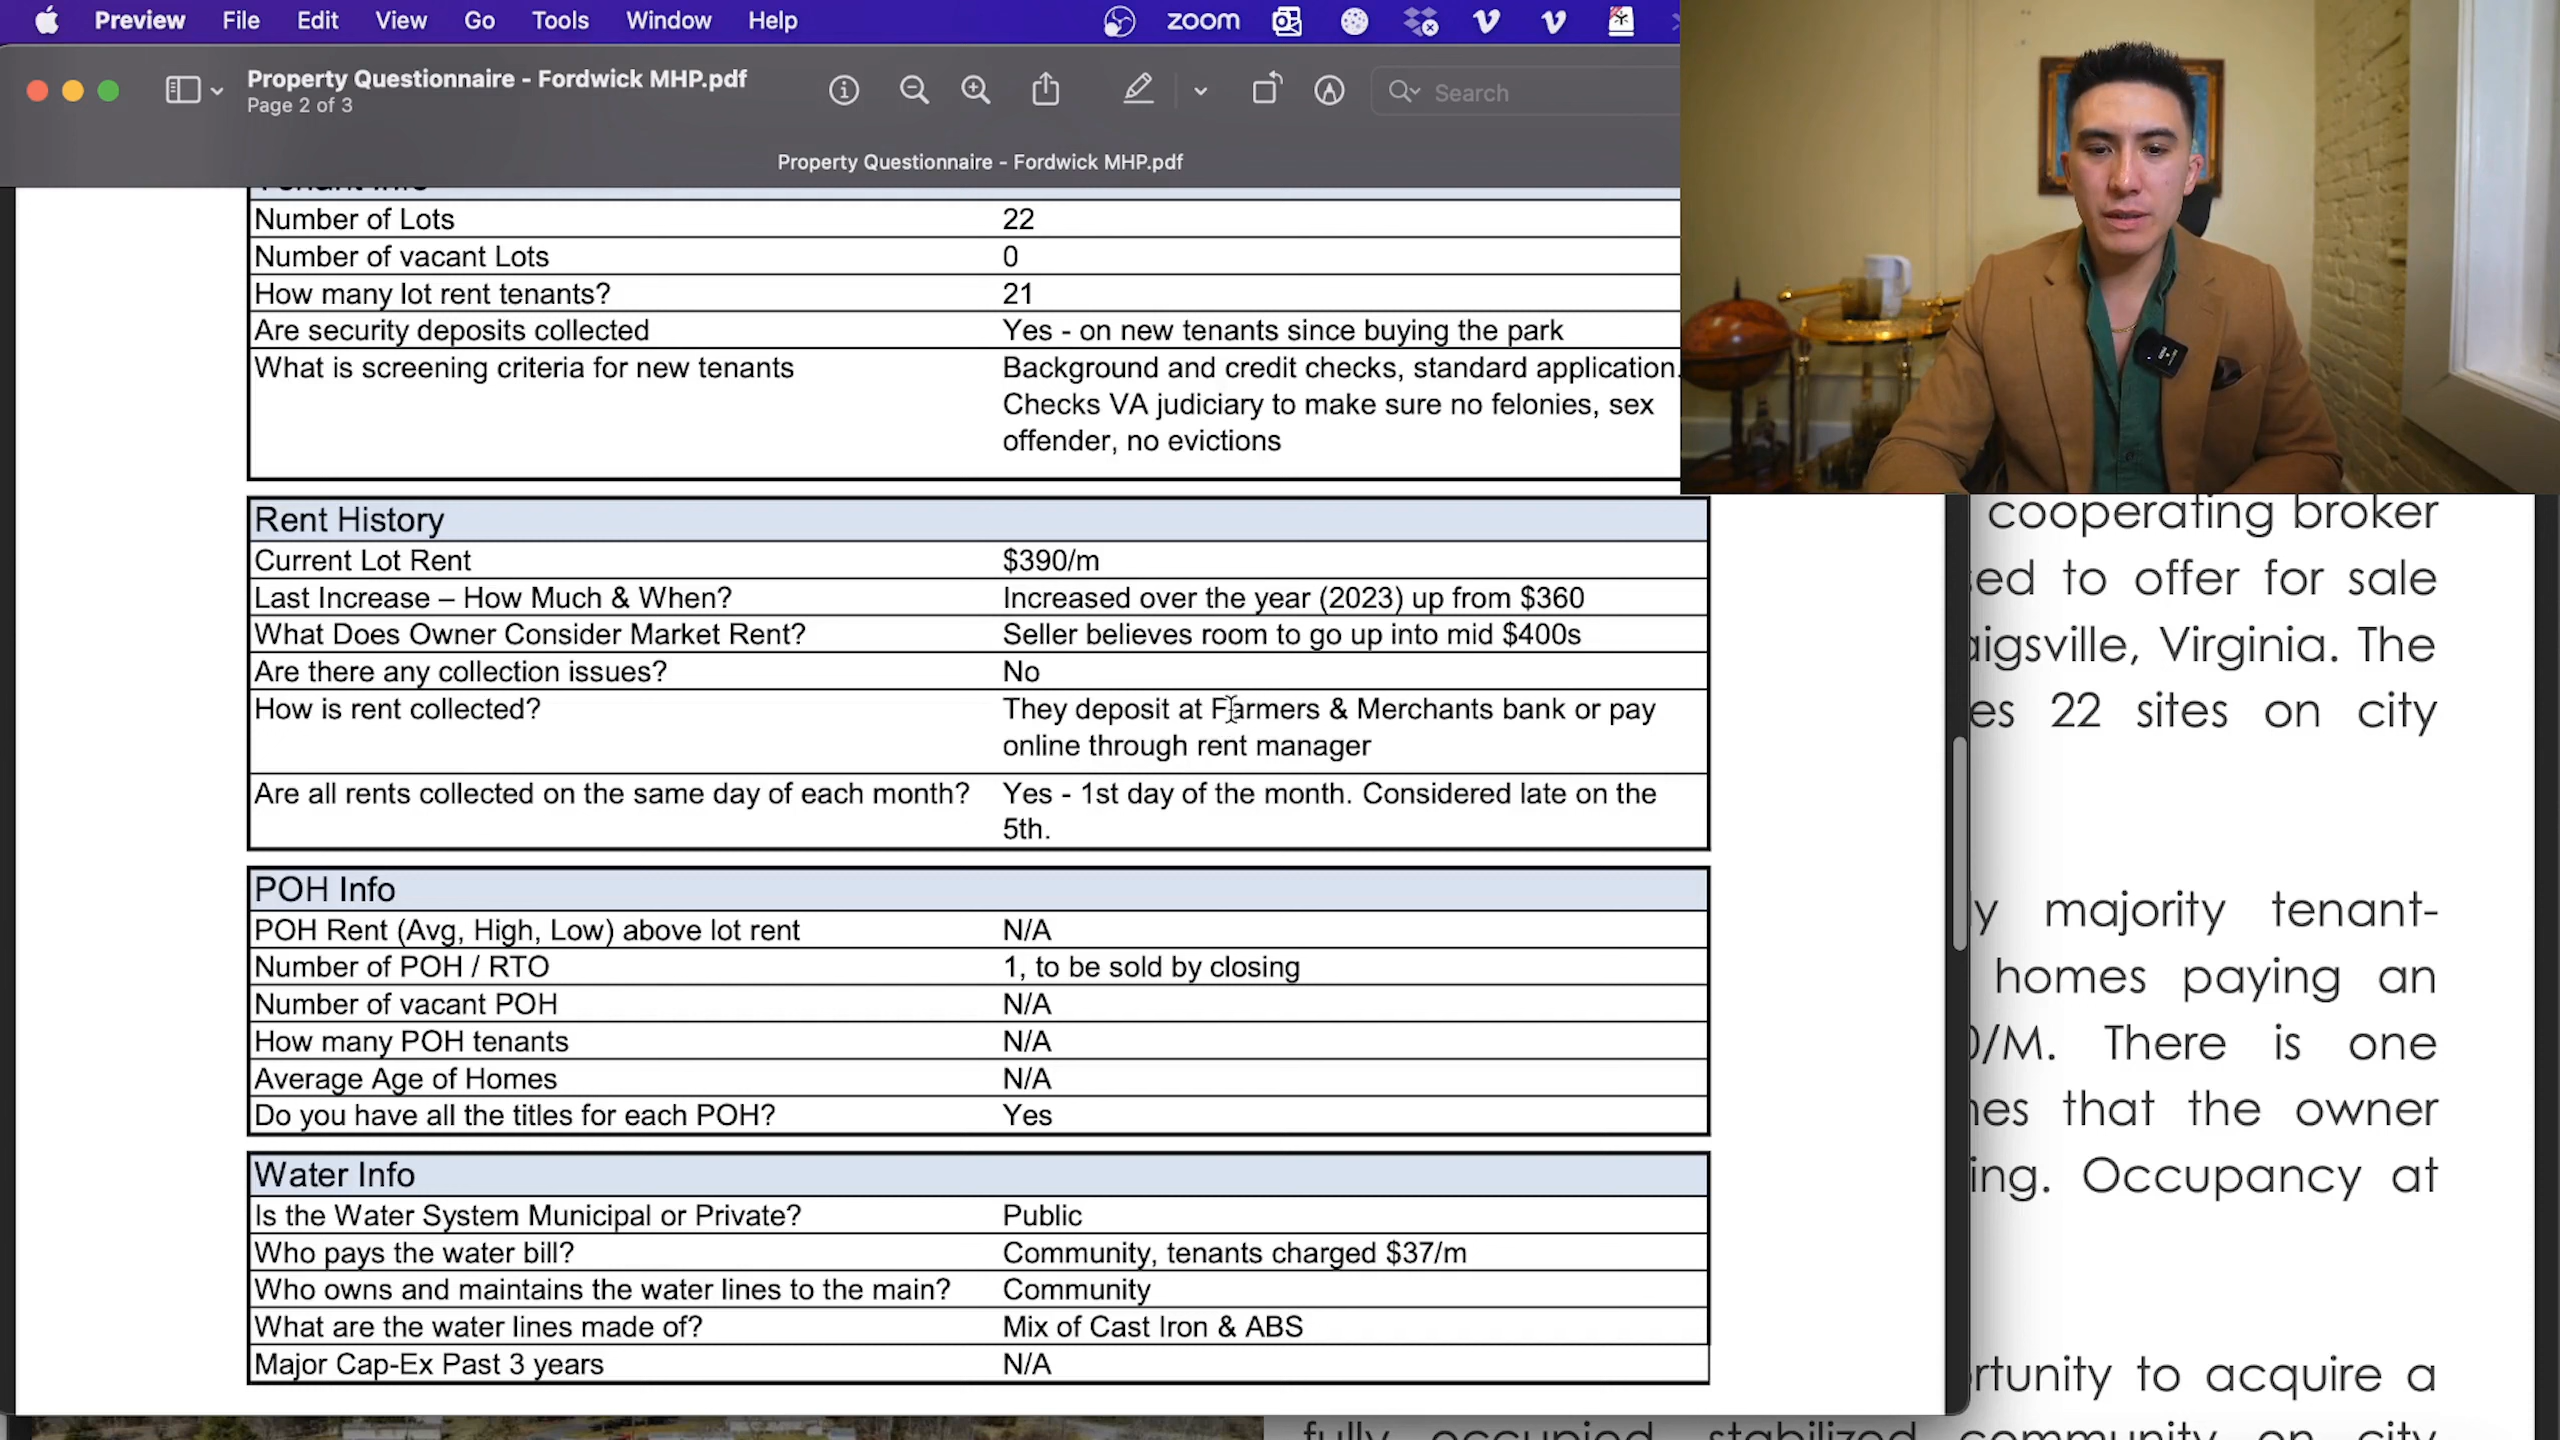 Preview File Edit View Go Tools Window Help zoom
Property Questionnaire - Fordwick MHP.pdf
Page 2 of 3
Search
Property Questionnaire - Fordwick MHP.pdf
Tenant Info
Number of Lots 22
Number of vacant Lots 0
How many lot rent tenants? 21
Are security deposits collected Yes - on new tenants since buying the park
What is screening criteria for new tenants Background and credit checks, standard application.
Checks VA judiciary to make sure no felonies, sex
offender, no evictions
Rent History
Current Lot Rent $390/m
Last Increase – How Much & When? Increased over the year (2023) up from $360
What Does Owner Consider Market Rent? Seller believes room to go up into mid $400s
Are there any collection issues? No
How is rent collected? They deposit at Farmers & Merchants bank or pay
online through rent manager
Are all rents collected on the same day of each month? Yes - 1st day of the month. Considered late on the
5th.
POH Info
POH Rent (Avg, High, Low) above lot rent N/A
Number of POH / RTO 1, to be sold by closing
Number of vacant POH N/A
How many POH tenants N/A
Average Age of Homes N/A
Do you have all the titles for each POH? Yes
Water Info
Is the Water System Municipal or Private? Public
Who pays the water bill? Community, tenants charged $37/m
Who owns and maintains the water lines to the main? Community
What are the water lines made of? Mix of Cast Iron & ABS
Major Cap-Ex Past 3 years N/A
cooperating broker
sed to offer for sale
aigsville, Virginia. The
es 22 sites on city
y majority tenant-
homes paying an
0/M. There is one
mes that the owner
ing. Occupancy at
rtunity to acquire a
fully occupied, stabilized community on city